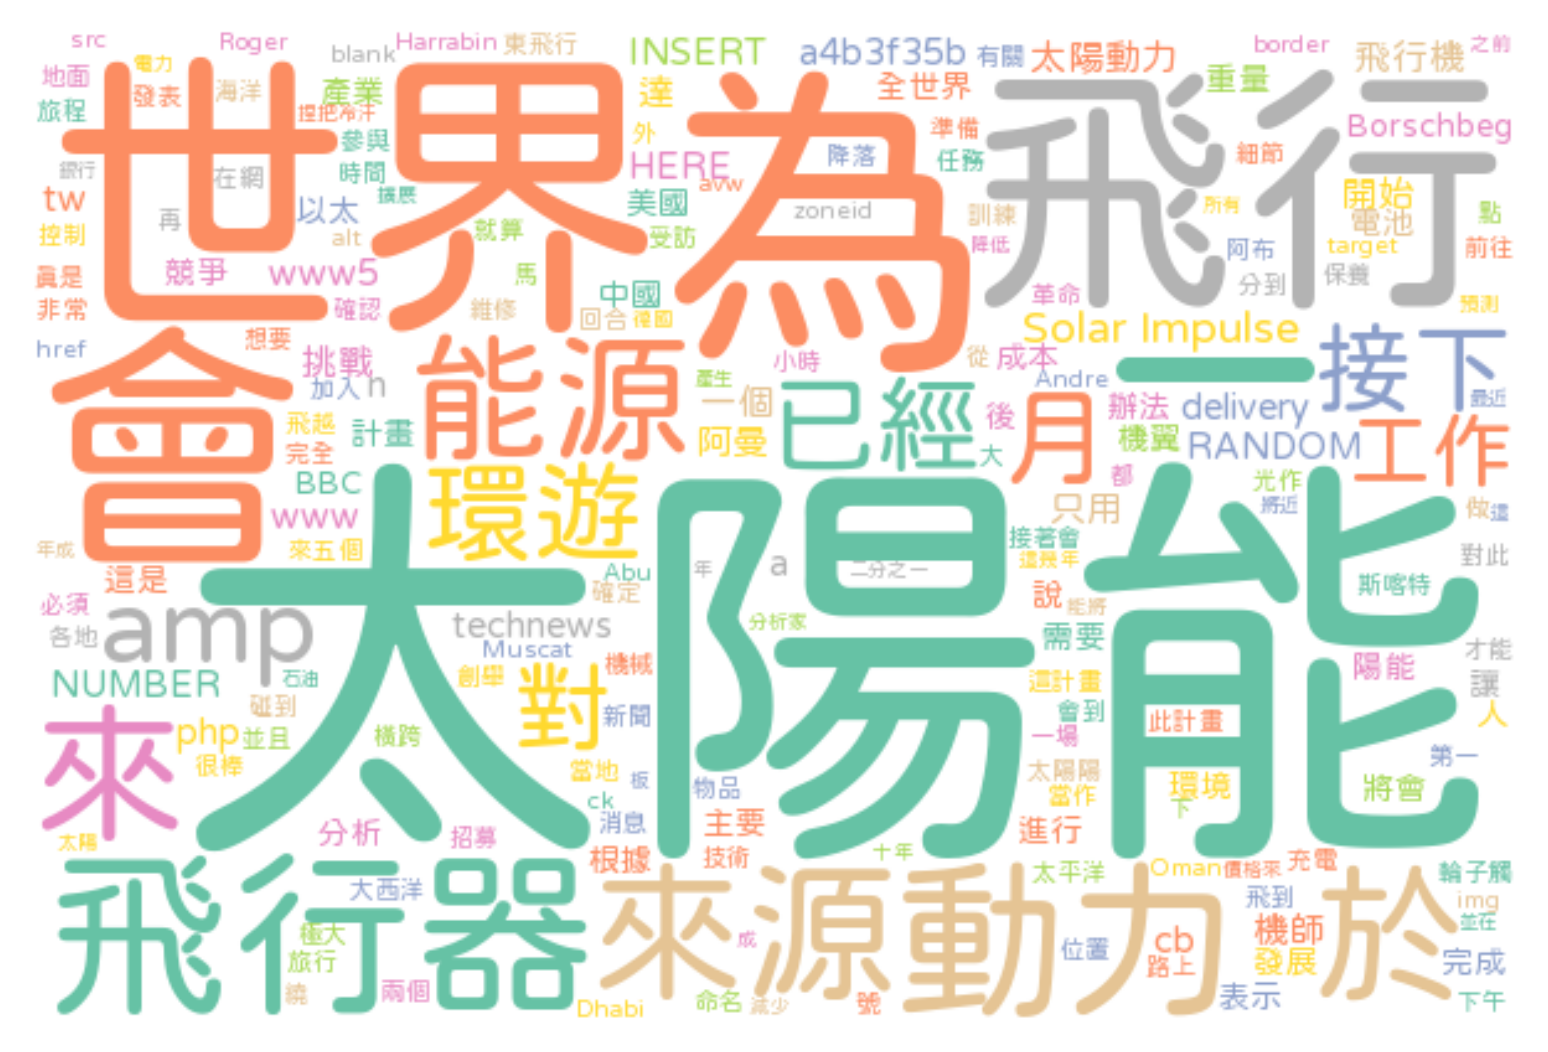 src Roger blank Harrabin 東飛行 INSERT a4b3f35b 有關 太陽動力 border 飛行機 之前
地面 電力 發表 海洋 產業 達 全世界 重量
旅程 捏把冷汗 世界 為 飛行 Borschbeg
參與 外 準備 細節
銀行 在網 時間 HERE 降落 任務
tw 擴展 avw 開始
再 以太 美國 zoneid 訓練 所有 電池 點
控制 alt 就算 受訪 降低 阿布 target 前往
真是 競爭 www5 馬 分到 保養
非常 確認 維修 中國 革命 預測
回合 德國
href 想要 Solar Impulse
會 挑戰 能源 小時 從 成本 一 接下
加入 n 產生 一個 已經 Andre 最近
飛越 計畫 後 月 辦法 delivery
完全 阿曼 大 機翼 RANDOM 工作
BBC 環遊 都 光作
www 只用 將近 做 這
年成 來五個 接著會 對此
這是 Abu 年 a 二分之一 這幾年
必須 太陽能 確定 說 能將 斯喀特
各地 amp technews 分析家 需要
Muscat 才能
NUMBER 石油 創舉 對 機械 這計畫 陽能 讓
來 碰到 新聞 會到 此計畫 人
php 並且 橫跨 一場
很棒 當地 板 物品 太陽陽 環境 第一
ck 當作 下 將會
太陽 分析 招募 消息 主要 進行
飛行器 根據 技術 十年 充電
大西洋 來源動力 太平洋 Oman 價格來 於 輪子觸
飛到 img
極大 成 機師 並在
旅行 位置 cb 發展 完成
路上
繞 兩個 Dhabi 命名 減少 號 表示 下午